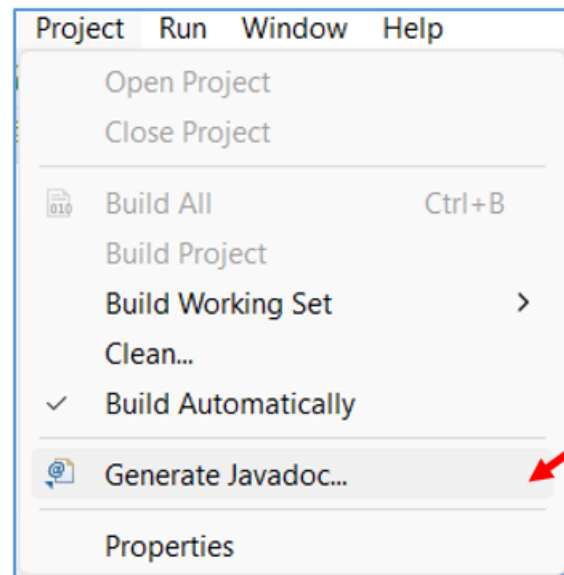 Project Run Window Help
Open Project
Close Project
010
Build All Ctrl+B
Build Project
Build Working Set
Clean...
Build Automatically
@
Generate Javadoc...
Properties